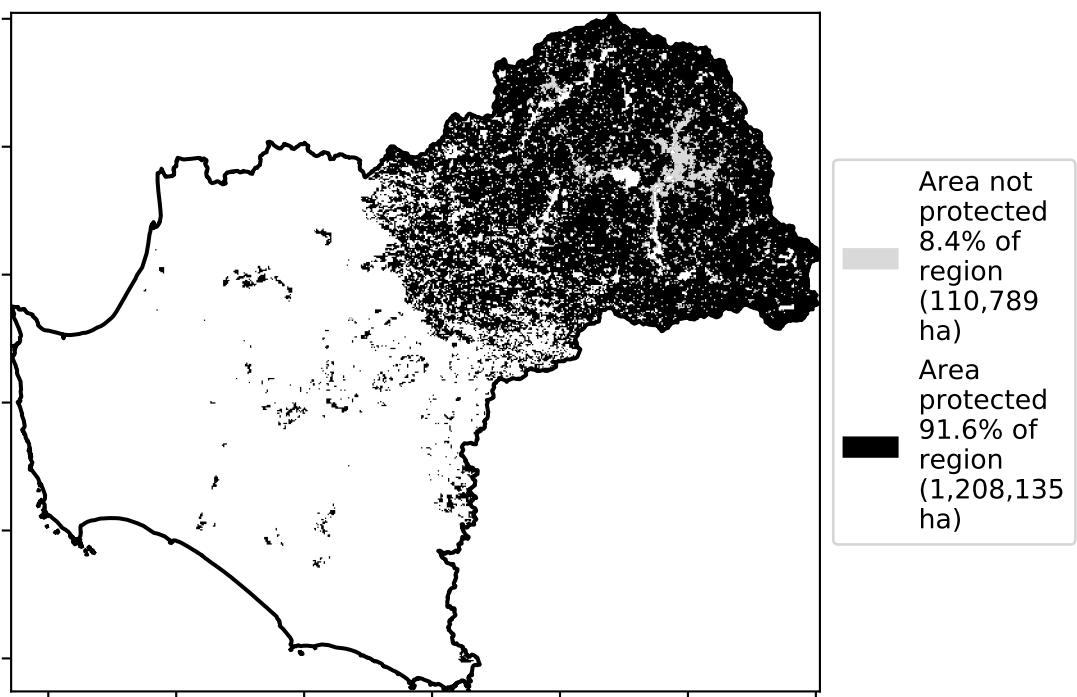 Area not
protected
8.4% of
region
(110,789
ha)
Area
protected
91.6% of
region
(1,208,135
ha)